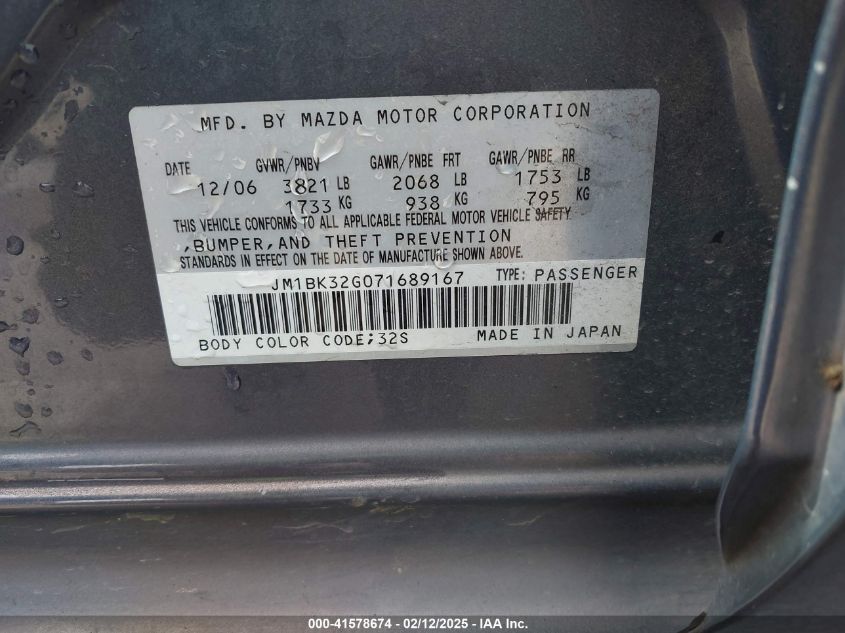 MFD. BY MAZDA MOTOR CORPORATION
DATE GVWR/PNBV GAWR/PNBE FRT GAWR/PNBE RR
12/06 3821 LB 2068 LB 1753 LB
1733 KG 938 KG 795 KG
THIS VEHICLE CONFORMS TO ALL APPLICABLE FEDERAL MOTOR VEHICLE SAFETY
,BUMPER,AND THEFT PREVENTION
STANDARDS IN EFFECT ON THE DATE OF MANUFACTURE SHOWN ABOVE.
JM1BK32G071689167 TYPE: PASSENGER
BODY COLOR CODE;32S MADE IN JAPAN
000-41578674 - 02/12/2025 - IAA Inc.